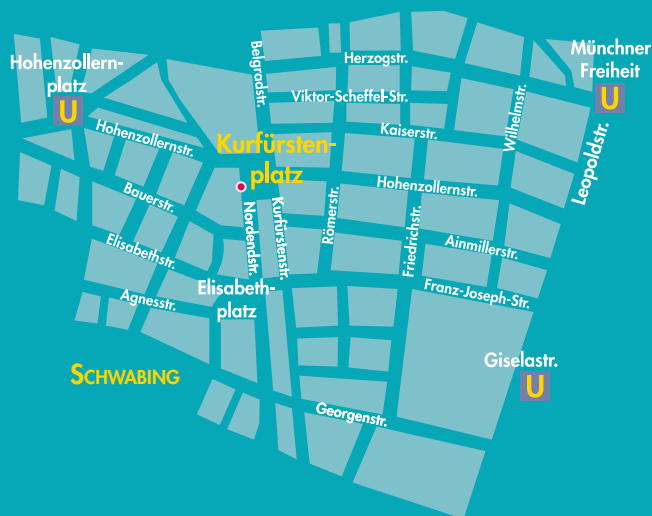 Münchner
Freiheit
U
Hohenzollern-
platz
U
Belgradstr.
Herzogstr.
Viktor-Scheffel-Str.
Wilhelmstr.
Kaiserstr.
Hohenzollernstr.
Kurfürsten-
platz
Leopoldstr.
Bauerstr.
Hohenzollernstr.
Nordendstr.
Kurfürstenstr.
Römerstr.
Friedrichstr.
Ainmillerstr.
Elisabethstr.
Elisabeth-
platz
Franz-Joseph-Str.
Agnesstr.
SCHWABING
Giselastr.
U
Georgenstr.